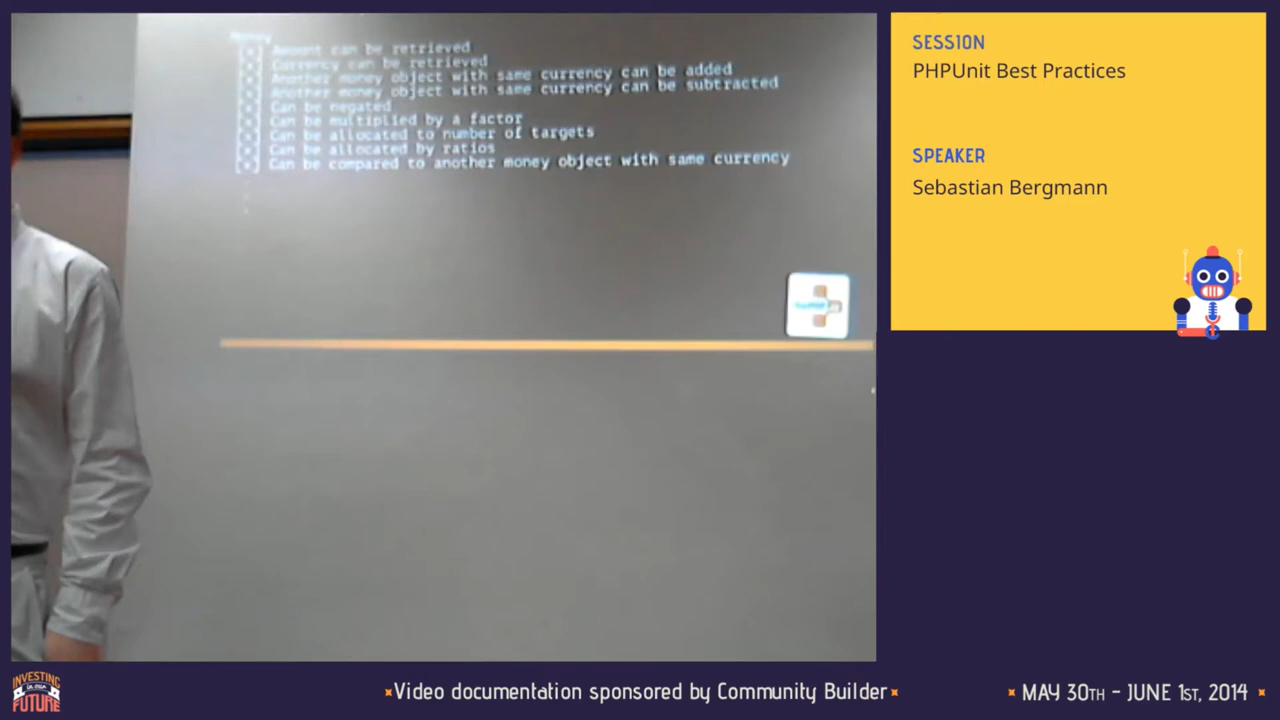 Money
[x] Amount can be retrieved
[x] Currency can be retrieved
[x] Another money object with same currency can be added
[x] Another money object with same currency can be subtracted
[x] Can be negated
[x] Can be multiplied by a factor
[x] Can be allocated to number of targets
[x] Can be allocated by ratios
[x] Can be compared to another money object with same currency
SESSION
PHPUnit Best Practices
SPEAKER
Sebastian Bergmann
INVESTING
IN OUR
FUTURE
Video documentation sponsored by Community Builder
MAY 30TH - JUNE 1ST, 2014